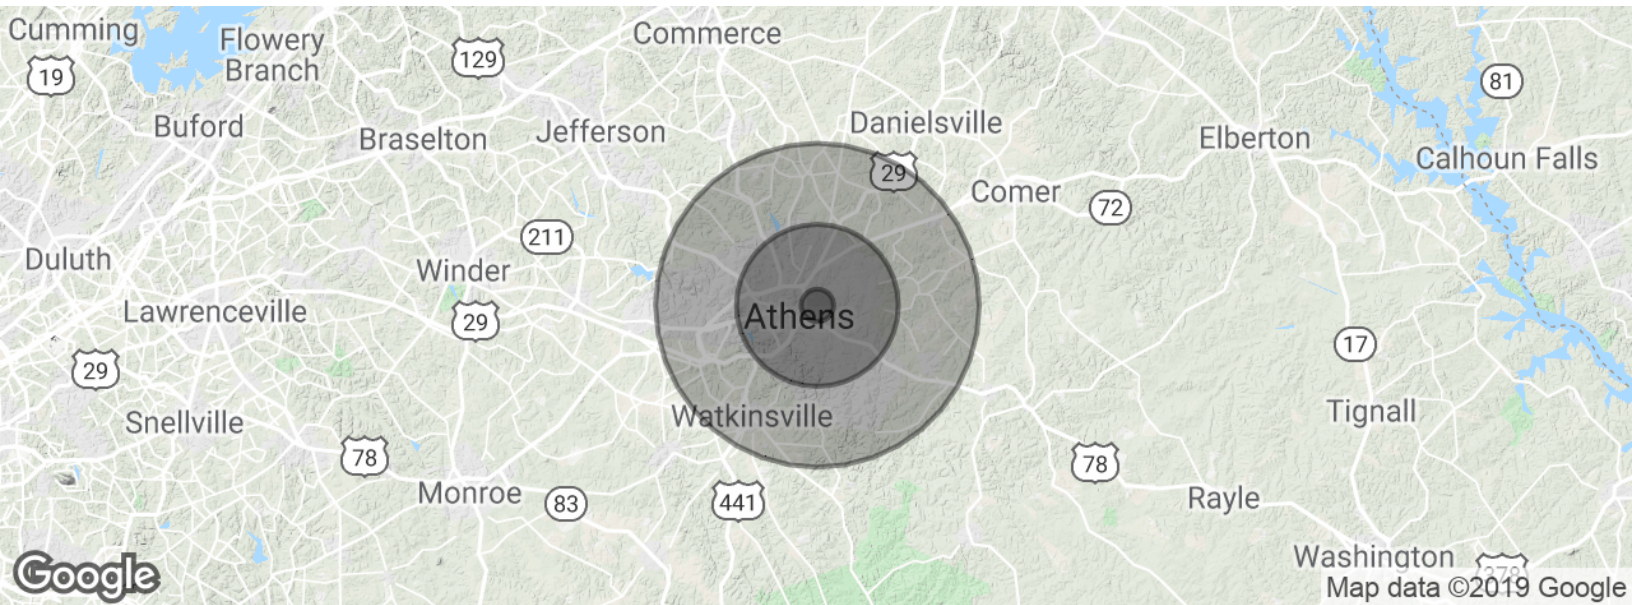 Cumming
Flowery
Branch
129
Commerce
19
81
Buford
Braselton
Jefferson
Danielsville
Elberton
Calhoun Falls
29
Comer
72
211
Duluth
Winder
Lawrenceville
29
Athens
17
29
Snellville
Watkinsville
Tignall
78
78
Monroe
83
441
Rayle
Washington
378
Google
Map data ©2019 Google